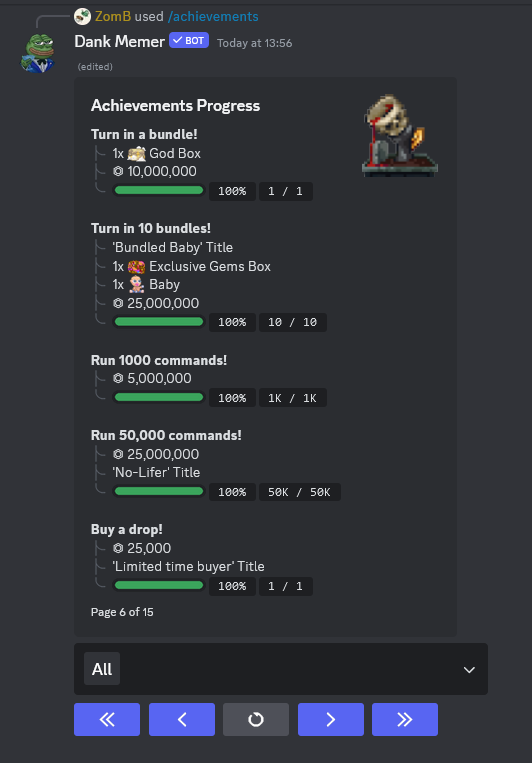 ZomB used /achievements
Dank Memer BOT Today at 13:56
(edited)
Achievements Progress
Turn in a bundle!
1x God Box
10,000,000
100% 1 / 1
Turn in 10 bundles!
'Bundled Baby' Title
1x Exclusive Gems Box
1x Baby
25,000,000
100% 10 / 10
Run 1000 commands!
5,000,000
100% 1K / 1K
Run 50,000 commands!
25,000,000
'No-Lifer' Title
100% 50K / 50K
Buy a drop!
25,000
'Limited time buyer' Title
100% 1 / 1
Page 6 of 15
All